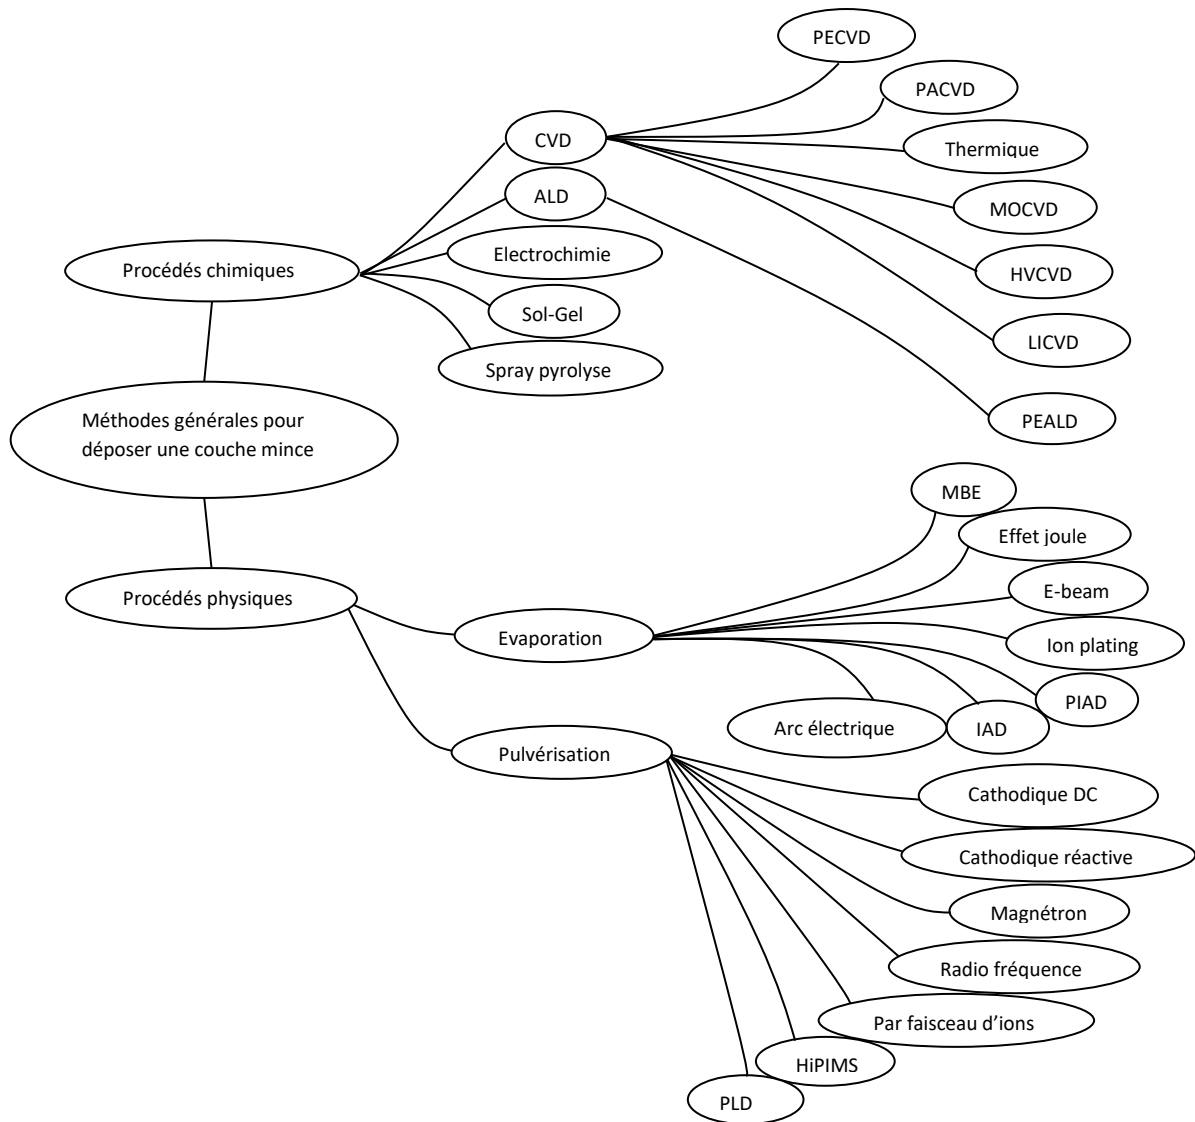 PECVD
PACVD
CVD
Thermique
ALD
MOCVD
Electrochimie
Procédés chimiques
HVCVD
Sol-Gel
LICVD
Spray pyrolyse
Méthodes générales pour
déposer une couche mince
PEALD
MBE
Effet joule
E-beam
Procédés physiques
Evaporation
Ion plating
PIAD
Arc électrique
IAD
Pulvérisation
Cathodique DC
Cathodique réactive
Magnétron
Radio fréquence
Par faisceau d’ions
HiPIMS
PLD